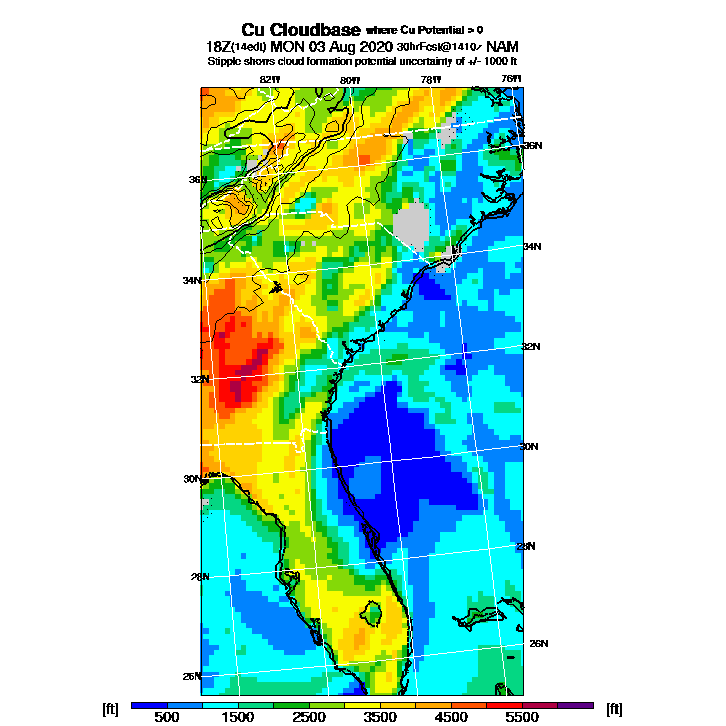 Cu Cloudbase where Cu Potential > 0
18Z(14edt) MON 03 Aug 2020 30hrFcst@1410z NAM
Stipple shows cloud formation potential uncertainty of +/- 1000 ft
82W 80W 78W 76W
36N 36N
34N 34N
32N 32N
30N 30N
28N 28N
26N 26N
[ft] 500 1500 2500 3500 4500 5500 [ft]